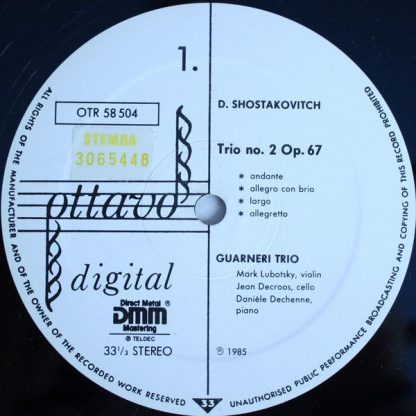 1.
OTR 58 504
STEMRA
3065448
ottavo
digital
Direct Metal ®
DMM
Mastering
® TELDEC
33 1/3 STEREO
D. SHOSTAKOVITCH
Trio no. 2 Op. 67
* andante
* allegro con brio
* largo
* allegretto
GUARNERI TRIO
Mark Lubotsky, violin
Jean Decroos, cello
Danièle Dechenne,
piano
℗ 1985
ALL RIGHTS OF THE MANUFACTURER AND OF THE OWNER OF THE RECORDED WORK RESERVED
33
UNAUTHORISED PUBLIC PERFORMANCE BROADCASTING AND COPYING OF THIS RECORD PROHIBITED